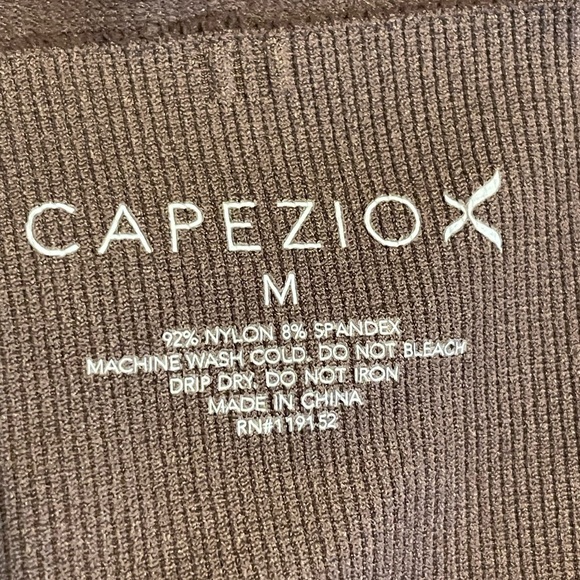 CAPEZIO X
M
92% NYLON 8% SPANDEX
MACHINE WASH COLD, DO NOT BLEACH
DRIP DRY, DO NOT IRON
MADE IN CHINA
RN#119152